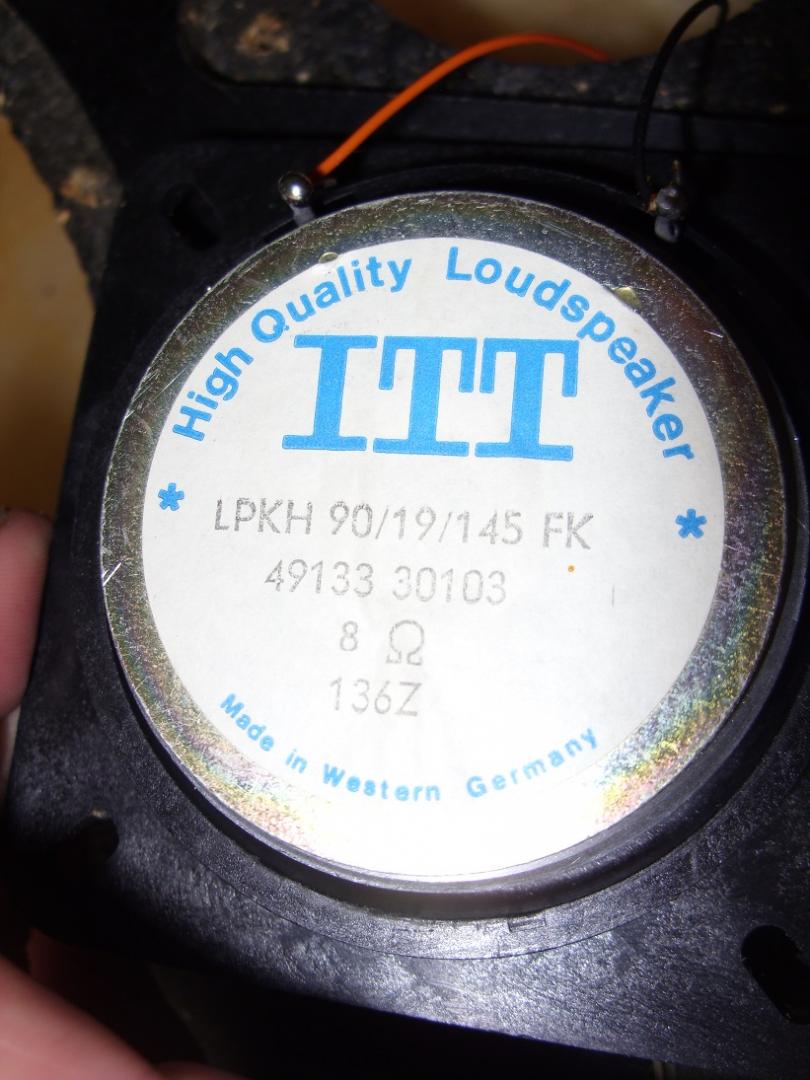 High Quality Loudspeaker
ITT
* *
LPKH 90/19/145 FK
49133 30103
8 Ω
136Z
Made in Western Germany